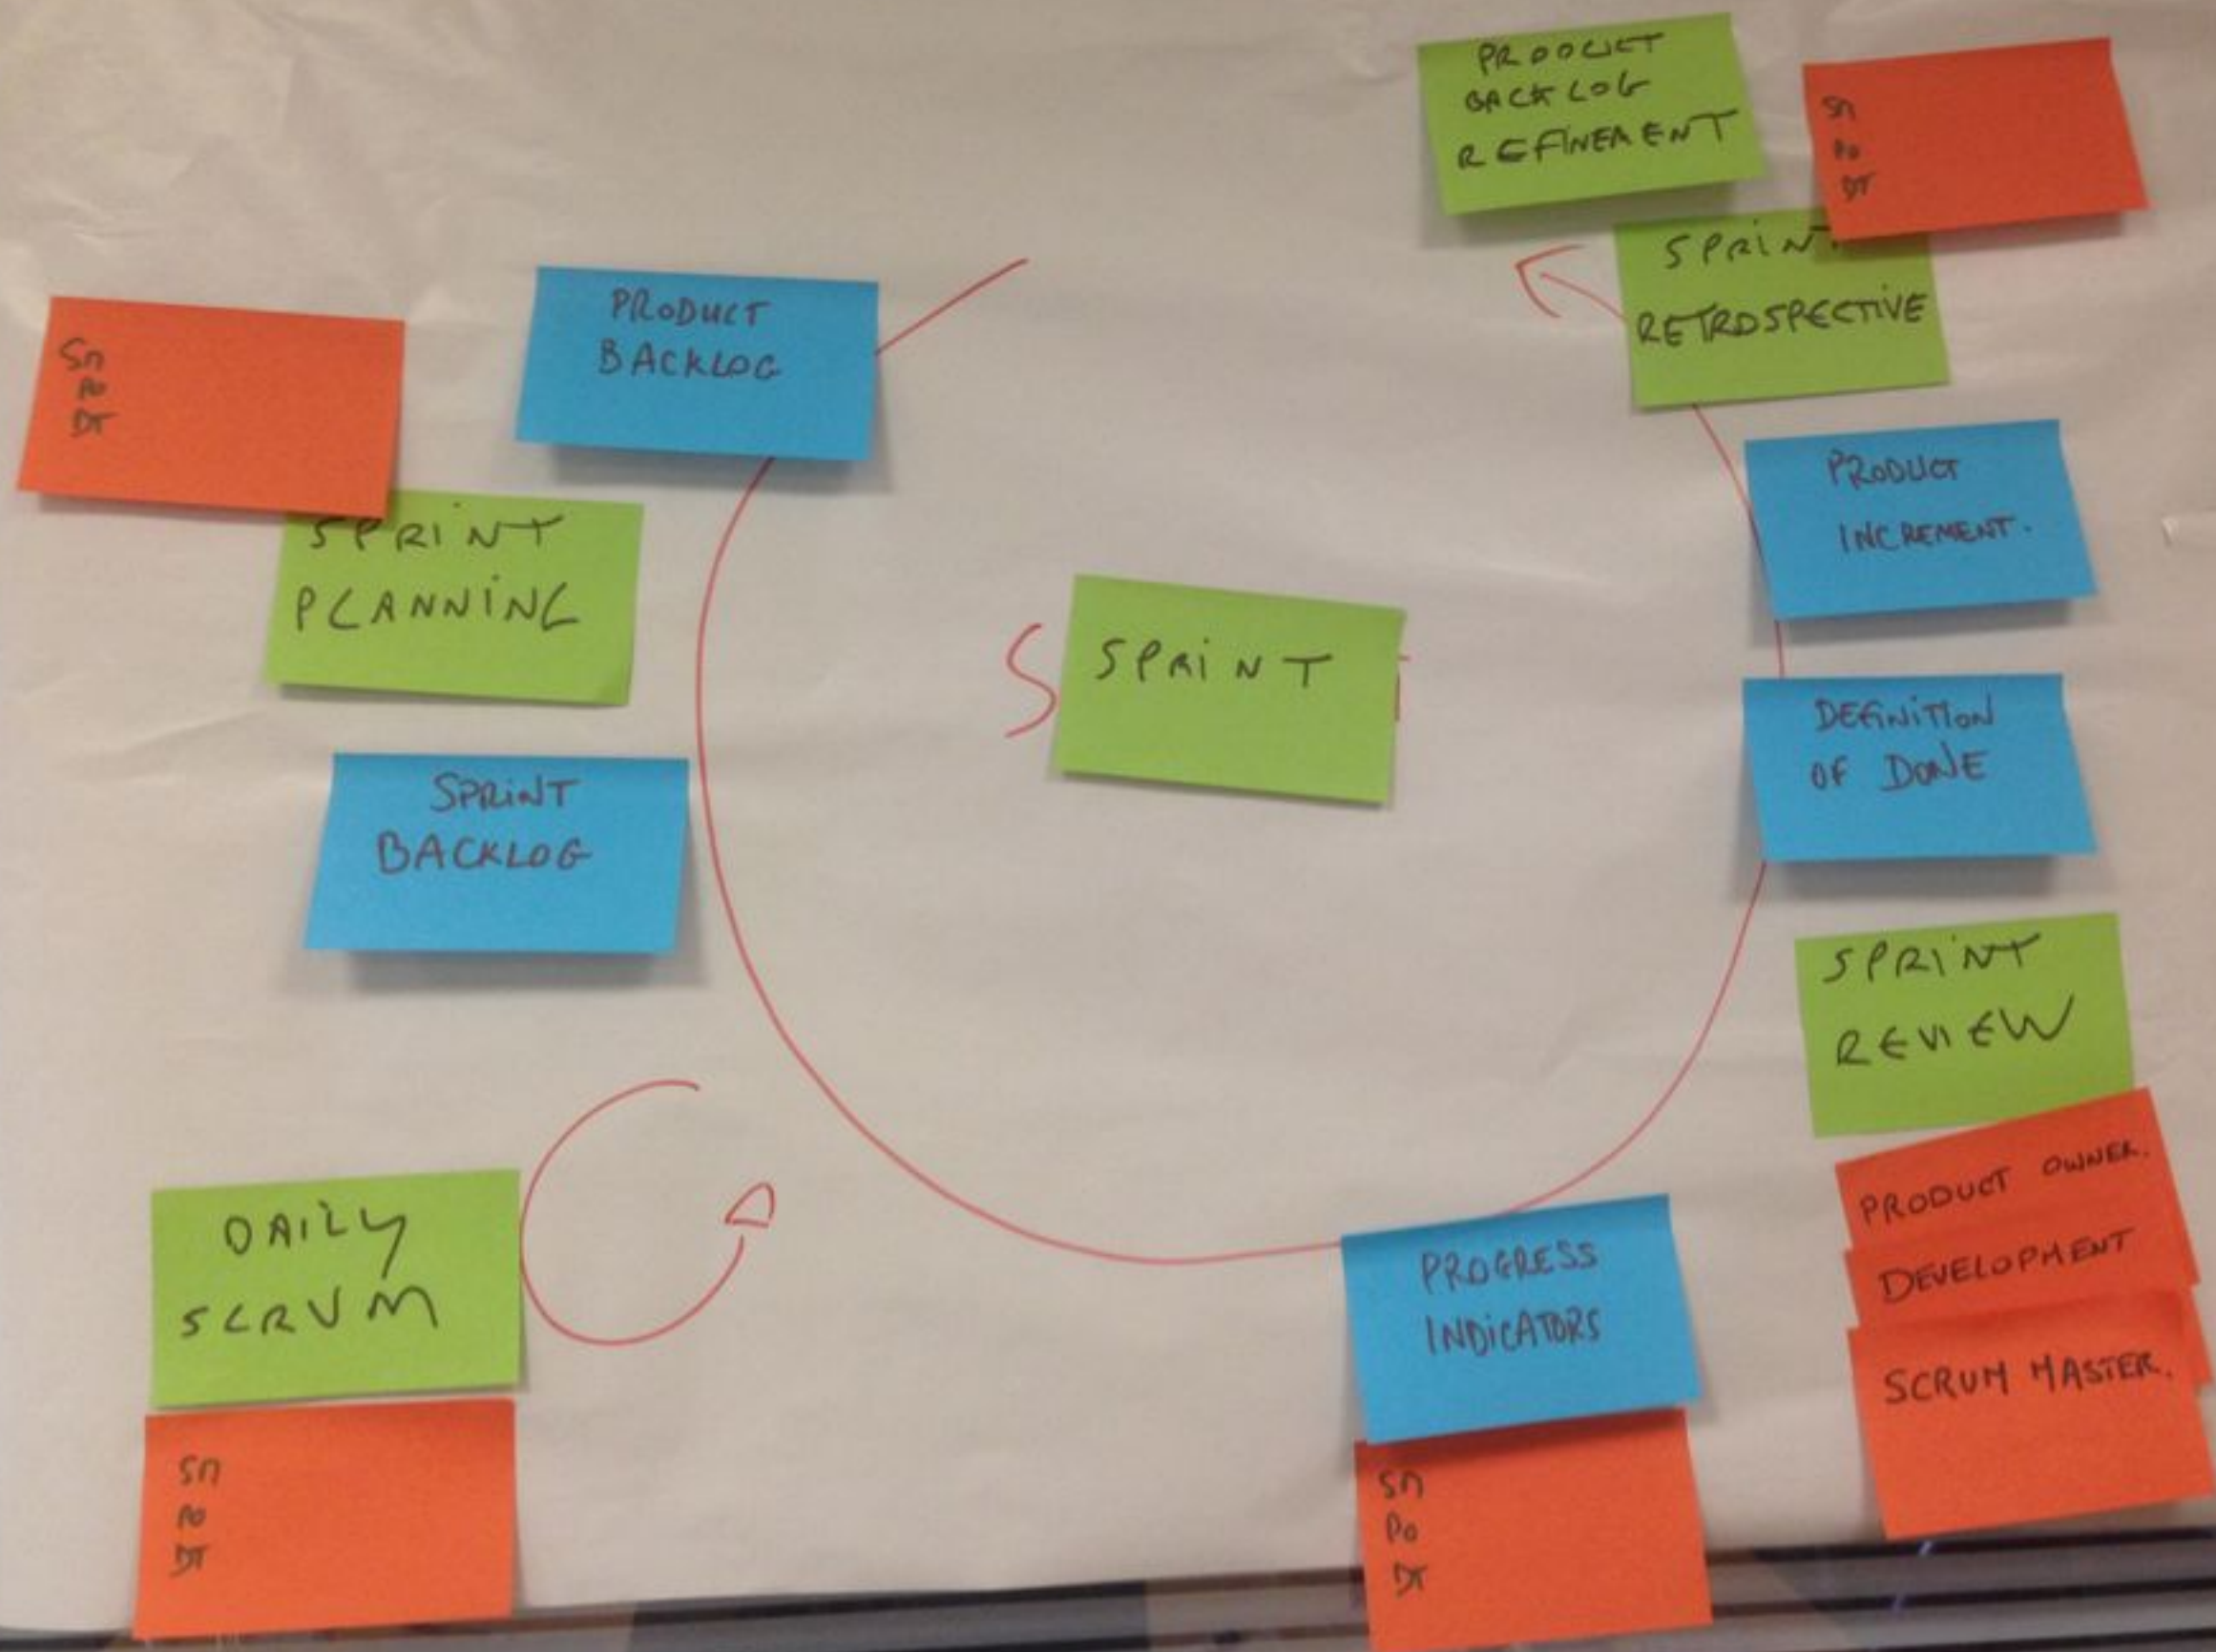 PRODUCT
BACKLOG
REFINEMENT
SM
PO
DT
SPRINT
RETROSPECTIVE
PRODUCT
BACKLOG
SM
PO
DT
SPRINT
PLANNING
PRODUCT
INCREMENT.
SPRINT
DEFINITION
OF DONE
SPRINT
BACKLOG
SPRINT
REVIEW
PRODUCT OWNER.
DEVELOPMENT
SCRUM MASTER.
DAILY
SCRUM
SM
PO
DT
PROGRESS
INDICATORS
SM
PO
DT